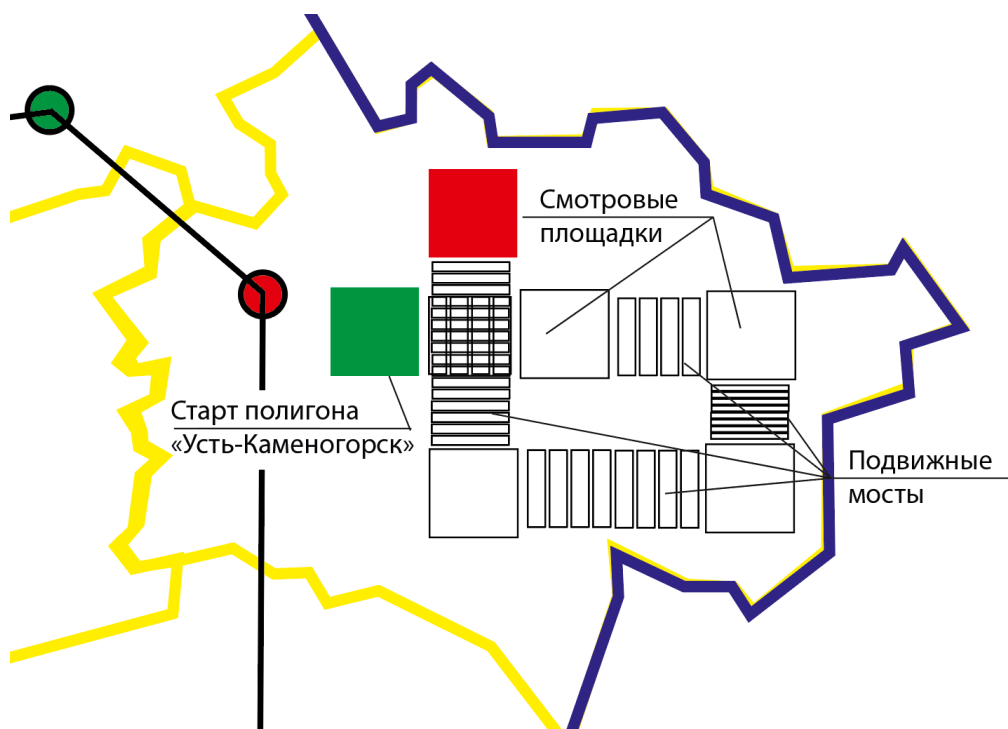 Смотровые
площадки
Старт полигона
«Усть-Каменогорск»
Подвижные
мосты